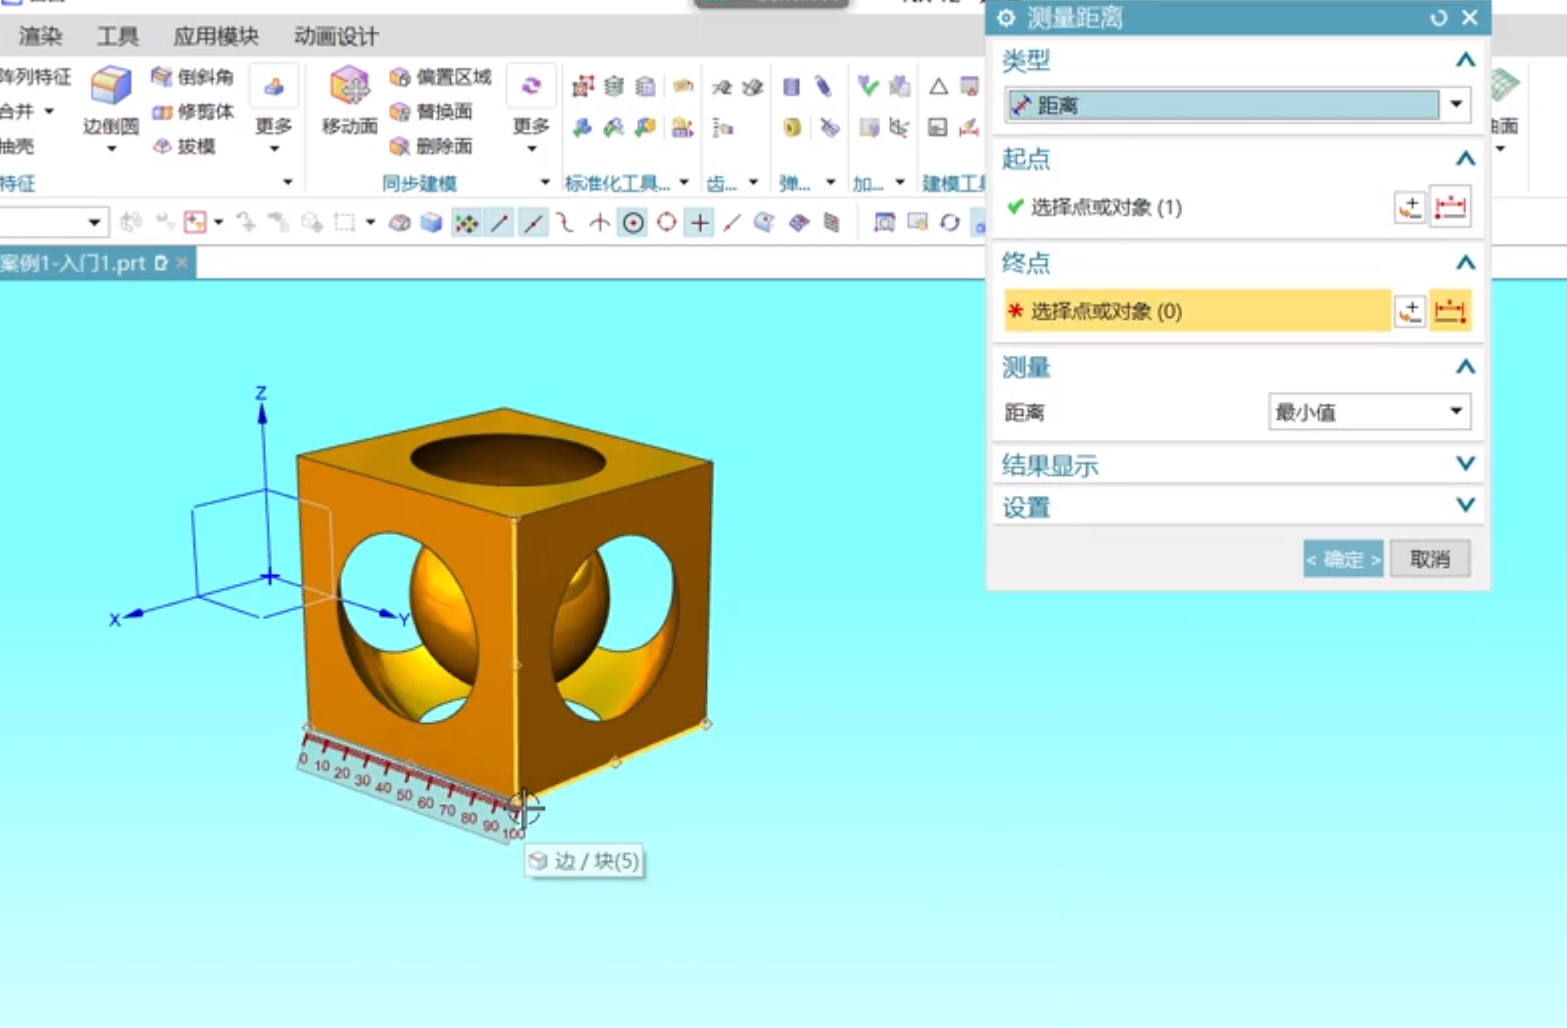 测量距离
渲染 工具 应用模块 动画设计
类型
阵列特征 倒斜角 偏置区域
合并 边倒圆 修剪体 更多 移动面 替换面 更多
距离
抽壳 拔模 删除面
特征 同步建模 标准化工具... 齿... 弹... 加... 建模工具
起点
选择点或对象 (1)
案例1-入门1.prt
终点
选择点或对象 (0)
测量
距离 最小值
结果显示
设置
< 确定 > 取消
Z
X
Y
0 10 20 30 40 50 60 70 80 90 100
边 / 块(5)